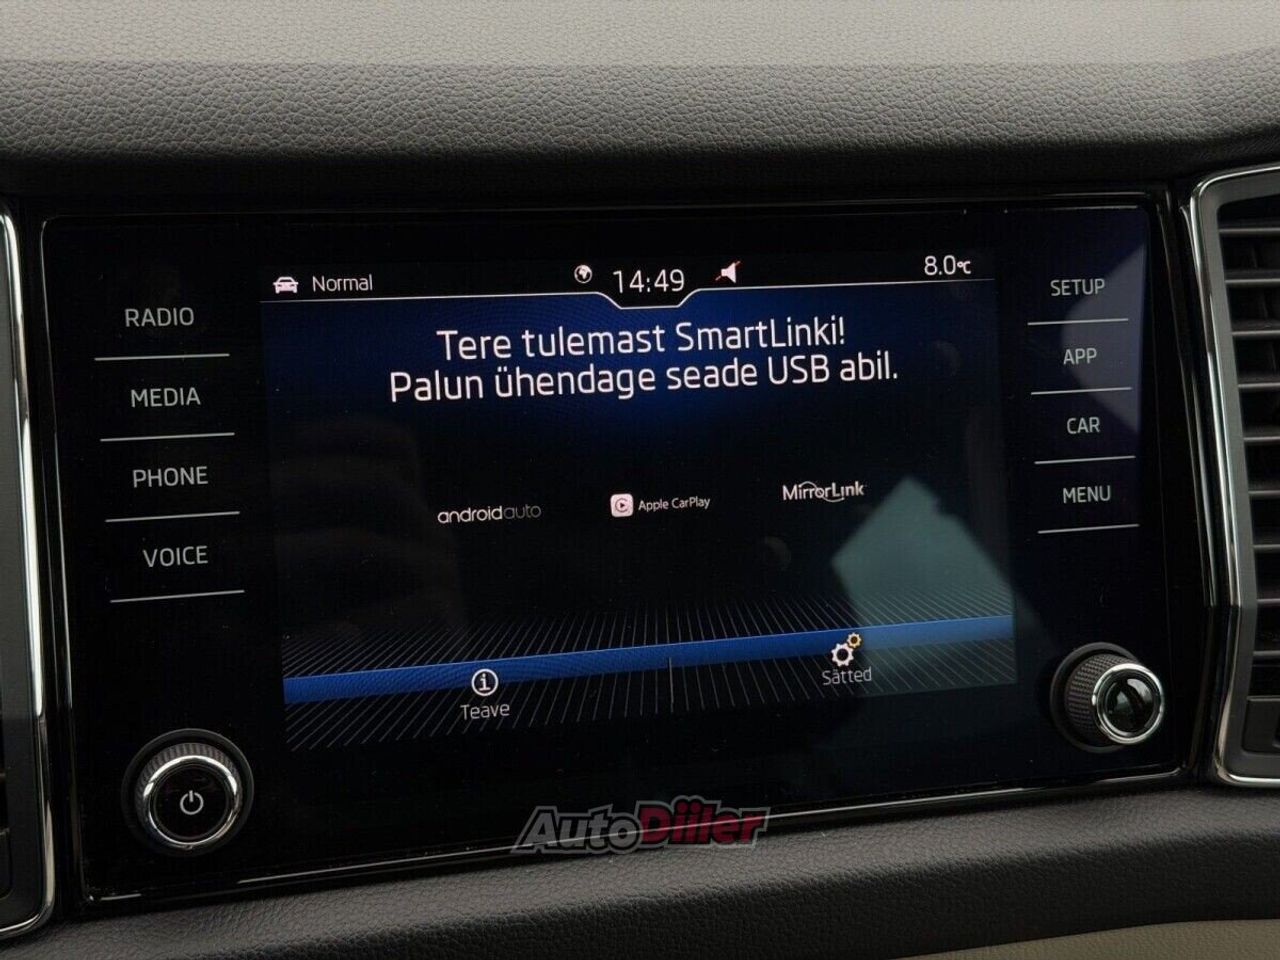 Normal
14:49
8.0°C
RADIO
MEDIA
PHONE
VOICE
Tere tulemast SmartLinki!
Palun ühendage seade USB abil.
androidauto
Apple CarPlay
MirrorLink
Teave
Sätted
SETUP
APP
CAR
MENU
AutoDiiler